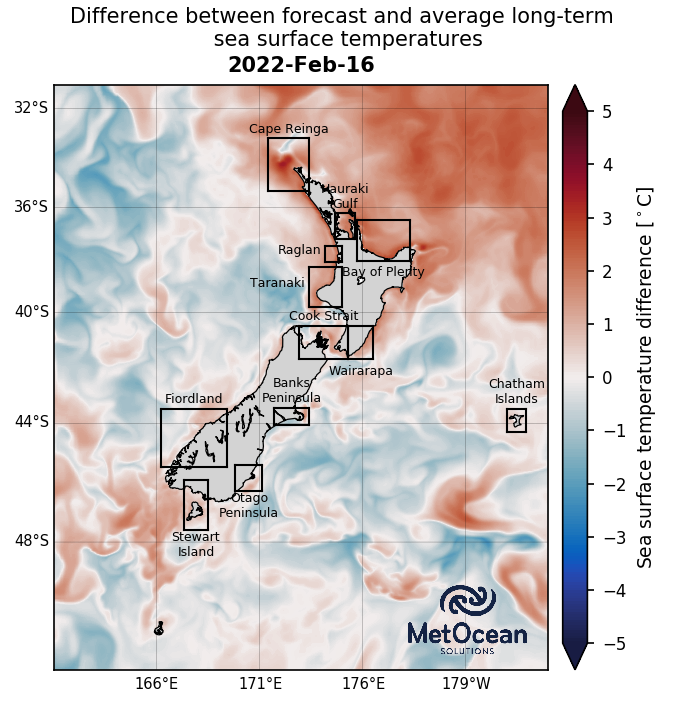 Difference between forecast and average long-term
sea surface temperatures
2022-Feb-16
32°S
36°S
40°S
44°S
48°S
Cape Reinga
Hauraki
Gulf
Raglan
Bay of Plenty
Taranaki
Cook Strait
Wairarapa
Banks
Peninsula
Fiordland
Chatham
Islands
Otago
Peninsula
Stewart
Island
MetOcean
SOLUTIONS
166°E
171°E
176°E
179°W
5
4
3
2
1
0
−1
−2
−3
−4
−5
Sea surface temperature difference [°C]